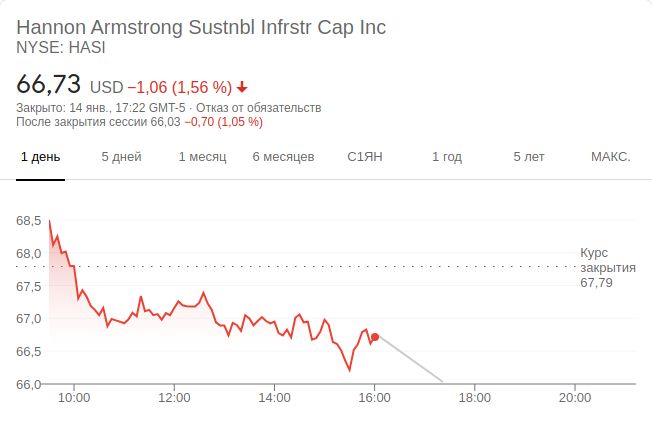 Hannon Armstrong Sustnbl Infrstr Cap Inc
NYSE: HASI
66,73 USD −1,06 (1,56 %)
Закрыто: 14 янв., 17:22 GMT-5 · Отказ от обязательств
После закрытия сессии 66,03 −0,70 (1,05 %)
1 день 5 дней 1 месяц 6 месяцев С1ЯН 1 год 5 лет МАКС.
68,5
68,0
67,5
67,0
66,5
66,0
Курс
закрытия
67,79
10:00 12:00 14:00 16:00 18:00 20:00